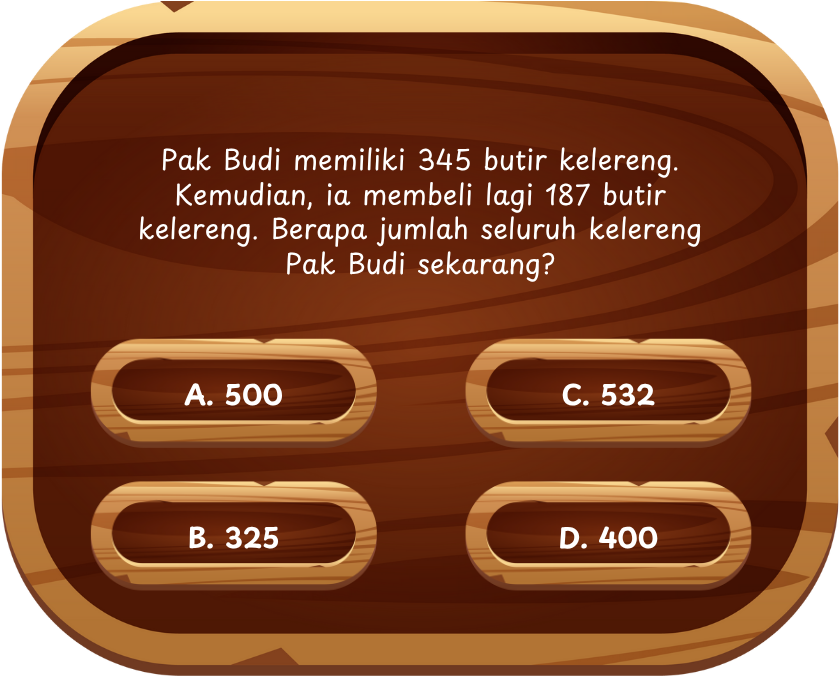 Pak Budi memiliki 345 butir kelereng.
Kemudian, ia membeli lagi 187 butir
kelereng. Berapa jumlah seluruh kelereng
Pak Budi sekarang?
A. 500
C. 532
B. 325
D. 400